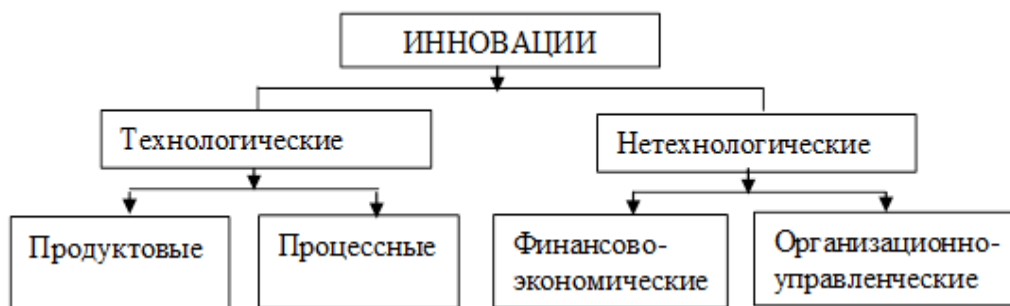 ИННОВАЦИИ
Технологические
Нетехнологические
Продуктовые
Процессные
Финансово-
экономические
Организационно-
управленческие